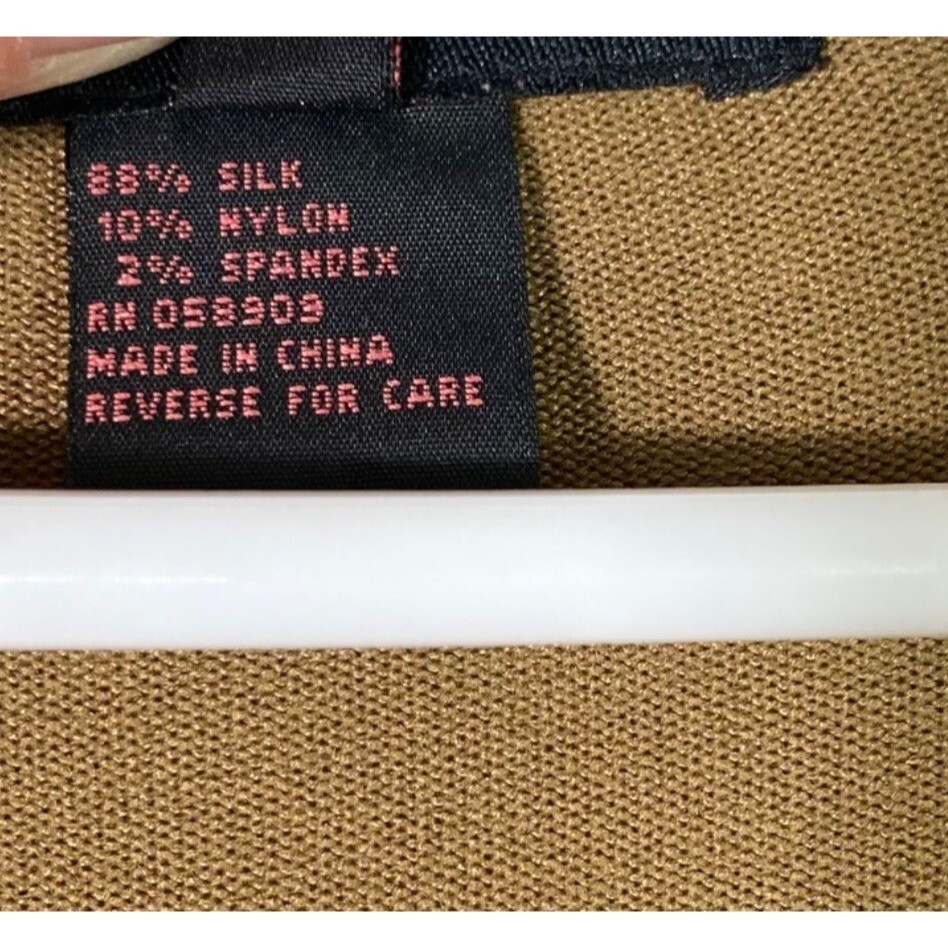 88% SILK
10% NYLON
2% SPANDEX
RN 058909
MADE IN CHINA
REVERSE FOR CARE